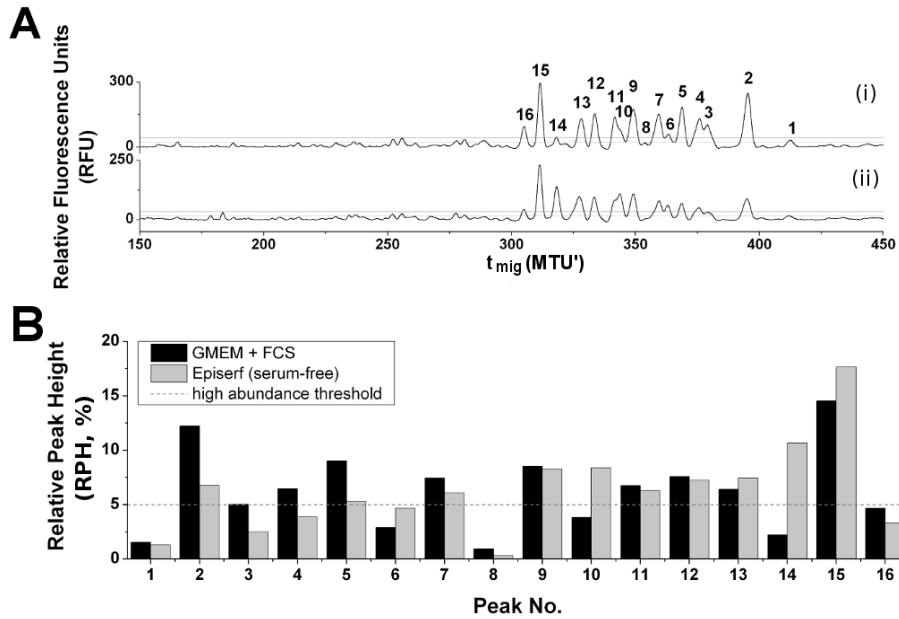 A
Relative Fluorescence Units
(RFU)
300
0
250
0
16
15
14
13
12
11
10
9
8
7
6
5
4
3
2
1
(i)
(ii)
150 200 250 300 350 400 450
t mig (MTU')
B
Relative Peak Height
(RPH, %)
20
15
10
5
0
GMEM + FCS
Episerf (serum-free)
high abundance threshold
1 2 3 4 5 6 7 8 9 10 11 12 13 14 15 16
Peak No.